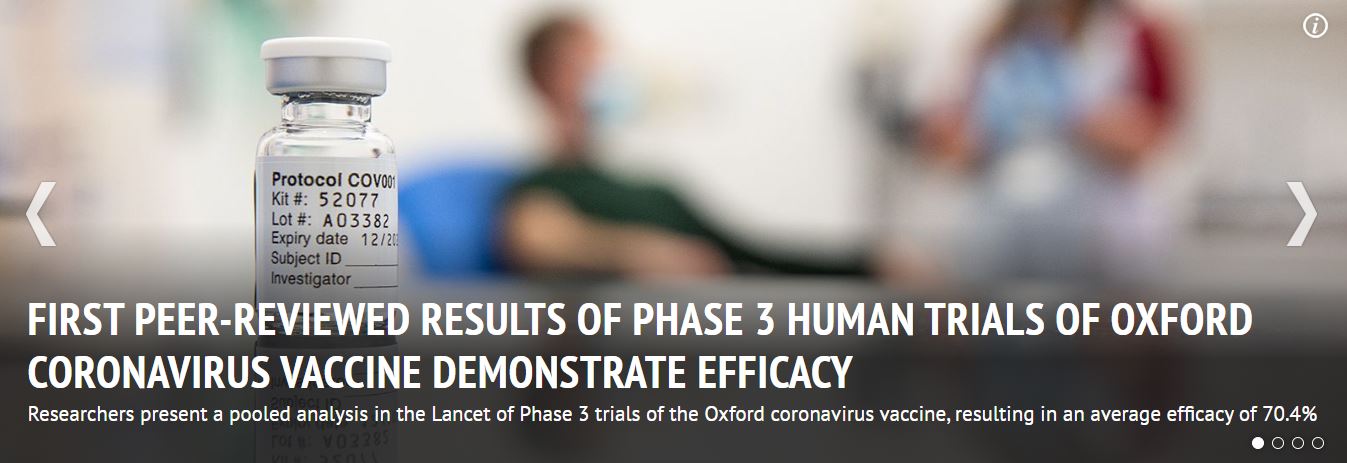 Protocol COV001
Kit #: 52077
Lot #: A03382
Expiry date 12/20
Subject ID
Investigator
FIRST PEER-REVIEWED RESULTS OF PHASE 3 HUMAN TRIALS OF OXFORD
CORONAVIRUS VACCINE DEMONSTRATE EFFICACY
Researchers present a pooled analysis in the Lancet of Phase 3 trials of the Oxford coronavirus vaccine, resulting in an average efficacy of 70.4%